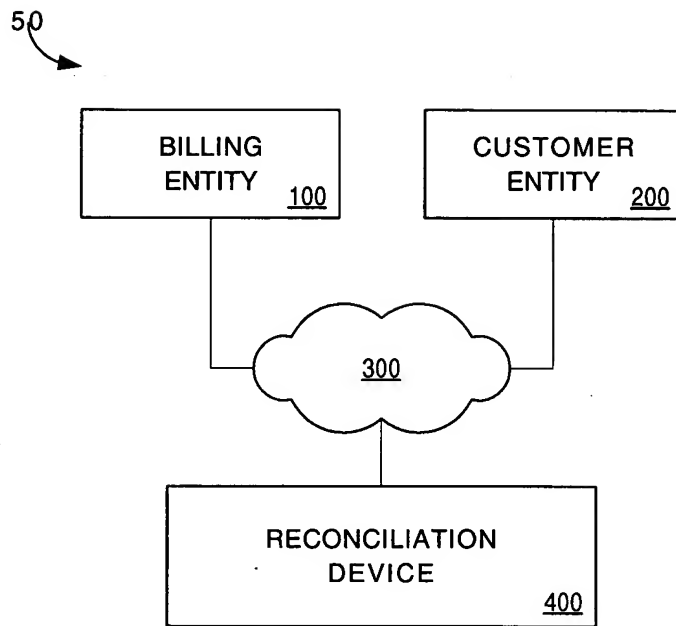 50
BILLING
ENTITY
100
CUSTOMER
ENTITY
200
300
RECONCILIATION
DEVICE
400